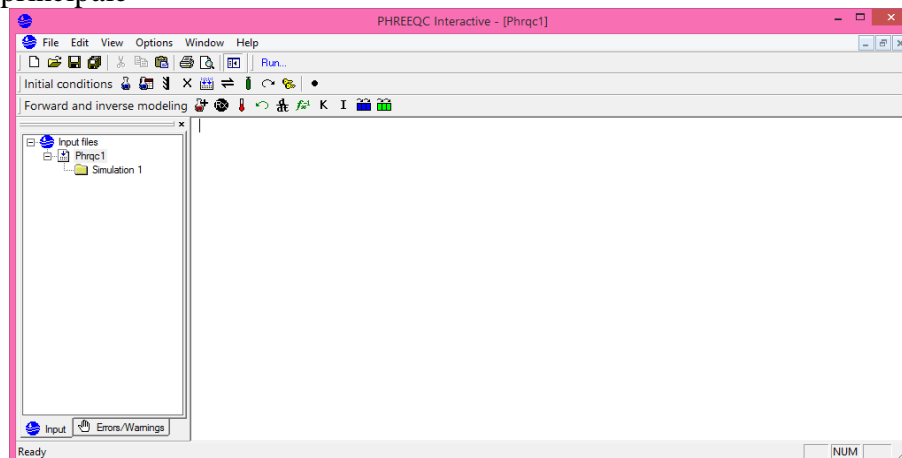 principale
PHREEQC Interactive - [Phrqc1]
File Edit View Options Window Help
Run...
Initial conditions
Forward and inverse modeling K I
Input files
Phrqc1
Simulation 1
Input Errors/Warnings
Ready NUM